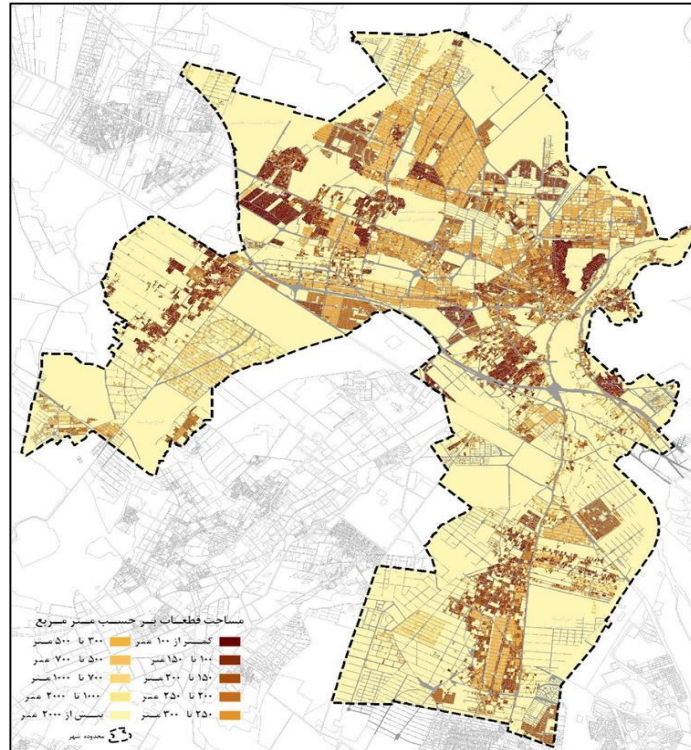 مساحت قطعات بر حسب متر مربع
کمتر از ۱۰۰ متر
۱۰۰ تا ۱۵۰ متر
۱۵۰ تا ۲۰۰ متر
۲۰۰ تا ۲۵۰ متر
۲۵۰ تا ۳۰۰ متر
۳۰۰ تا ۵۰۰ متر
۵۰۰ تا ۷۰۰ متر
۷۰۰ تا ۱۰۰۰ متر
۱۰۰۰ تا ۲۰۰۰ متر
بیش از ۲۰۰۰ متر
محدوده شهر